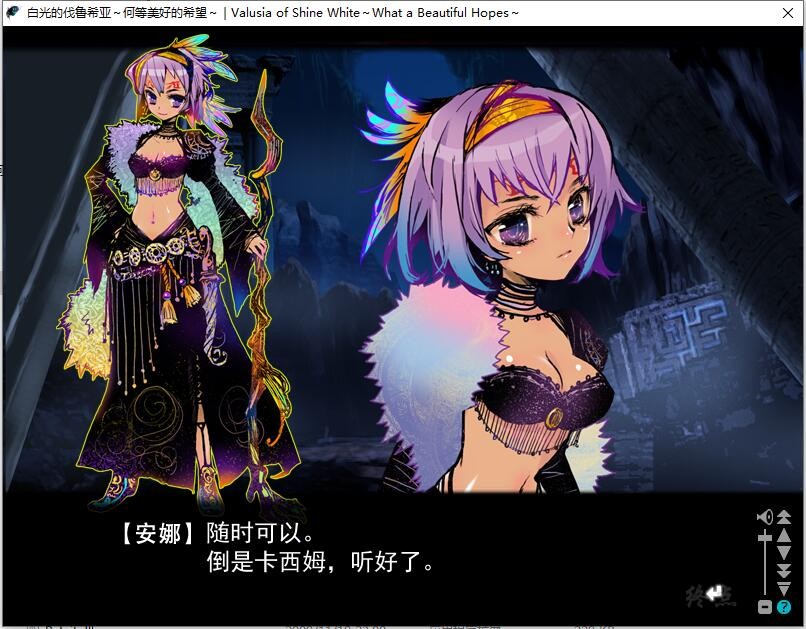 白光的伐鲁希亚～何等美好的希望～ | Valusia of Shine White～What a Beautiful Hopes～
【安娜】随时可以。
倒是卡西姆，听好了。